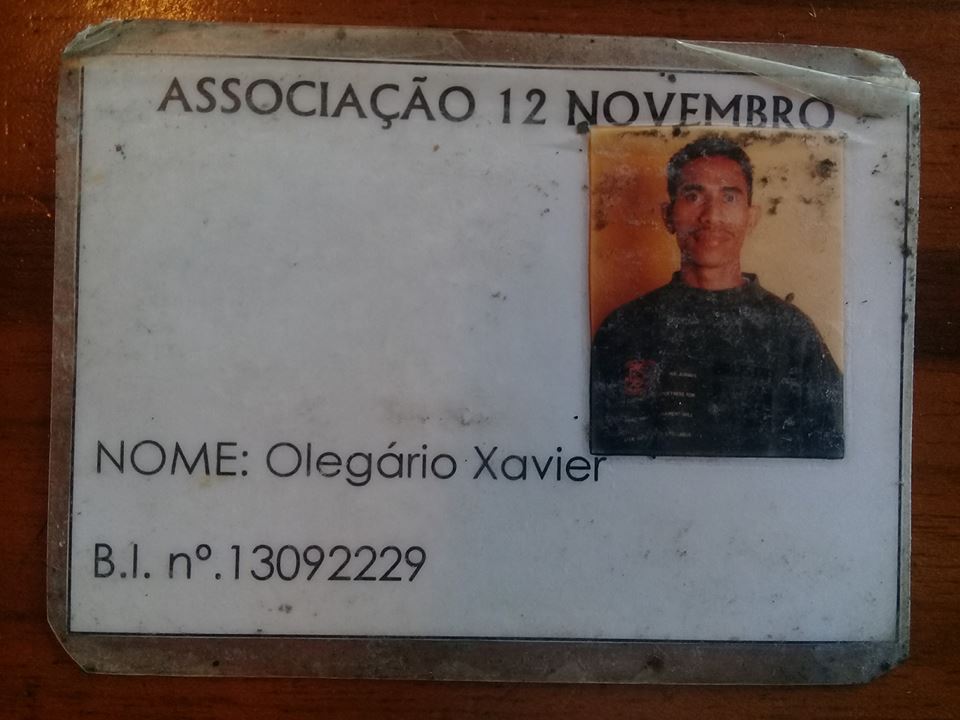 ASSOCIAÇÃO 12 NOVEMBRO
NOME: Olegário Xavier
B.I. nº.13092229